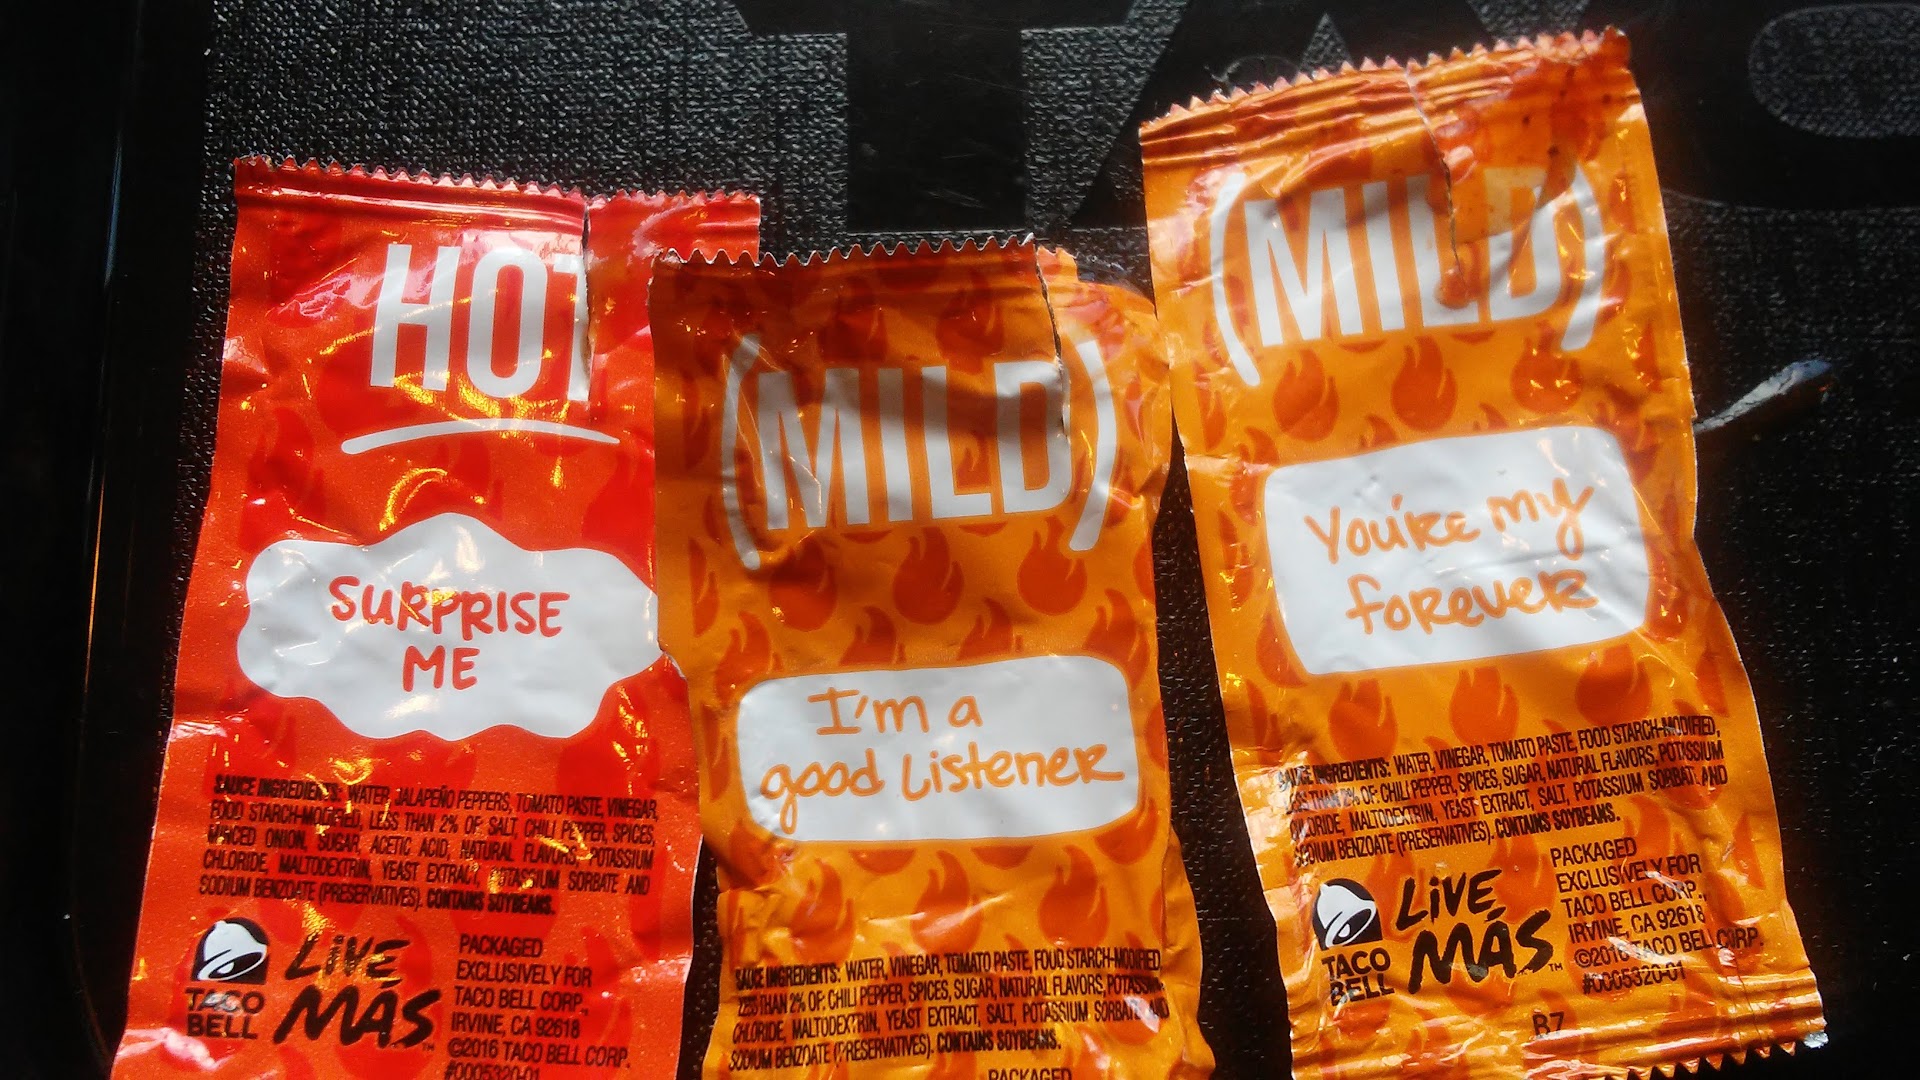 HOT
SURPRISE
ME
SAUCE INGREDIENTS: WATER, JALAPEÑO PEPPERS, TOMATO PASTE, VINEGAR,
FOOD STARCH-MODIFIED, LESS THAN 2% OF: SALT, CHILI PEPPER, SPICES,
MINCED ONION, SUGAR, ACETIC ACID, NATURAL FLAVORS, POTASSIUM
CHLORIDE, MALTODEXTRIN, YEAST EXTRACT, POTASSIUM SORBATE AND
SODIUM BENZOATE (PRESERVATIVES). CONTAINS SOYBEANS.
TACO
BELL
LIVE
MÁS™
PACKAGED
EXCLUSIVELY FOR
TACO BELL CORP.,
IRVINE, CA 92618
©2016 TACO BELL CORP.
#0005320-01
(MILD)
I'm a
good Listener
SAUCE INGREDIENTS: WATER, VINEGAR, TOMATO PASTE, FOOD STARCH-MODIFIED,
LESS THAN 2% OF: CHILI PEPPER, SPICES, SUGAR, NATURAL FLAVORS, POTASSIUM
CHLORIDE, MALTODEXTRIN, YEAST EXTRACT, SALT, POTASSIUM SORBATE AND
SODIUM BENZOATE (PRESERVATIVES). CONTAINS SOYBEANS.
PACKAGED
(MILD)
You're my
forever
SAUCE INGREDIENTS: WATER, VINEGAR, TOMATO PASTE, FOOD STARCH-MODIFIED,
LESS THAN 2% OF: CHILI PEPPER, SPICES, SUGAR, NATURAL FLAVORS, POTASSIUM
CHLORIDE, MALTODEXTRIN, YEAST EXTRACT, SALT, POTASSIUM SORBATE AND
SODIUM BENZOATE (PRESERVATIVES). CONTAINS SOYBEANS.
TACO
BELL
LIVE
MÁS™
PACKAGED
EXCLUSIVELY FOR
TACO BELL CORP.,
IRVINE, CA 92618
©2016 TACO BELL CORP.
#0005320-01
B7